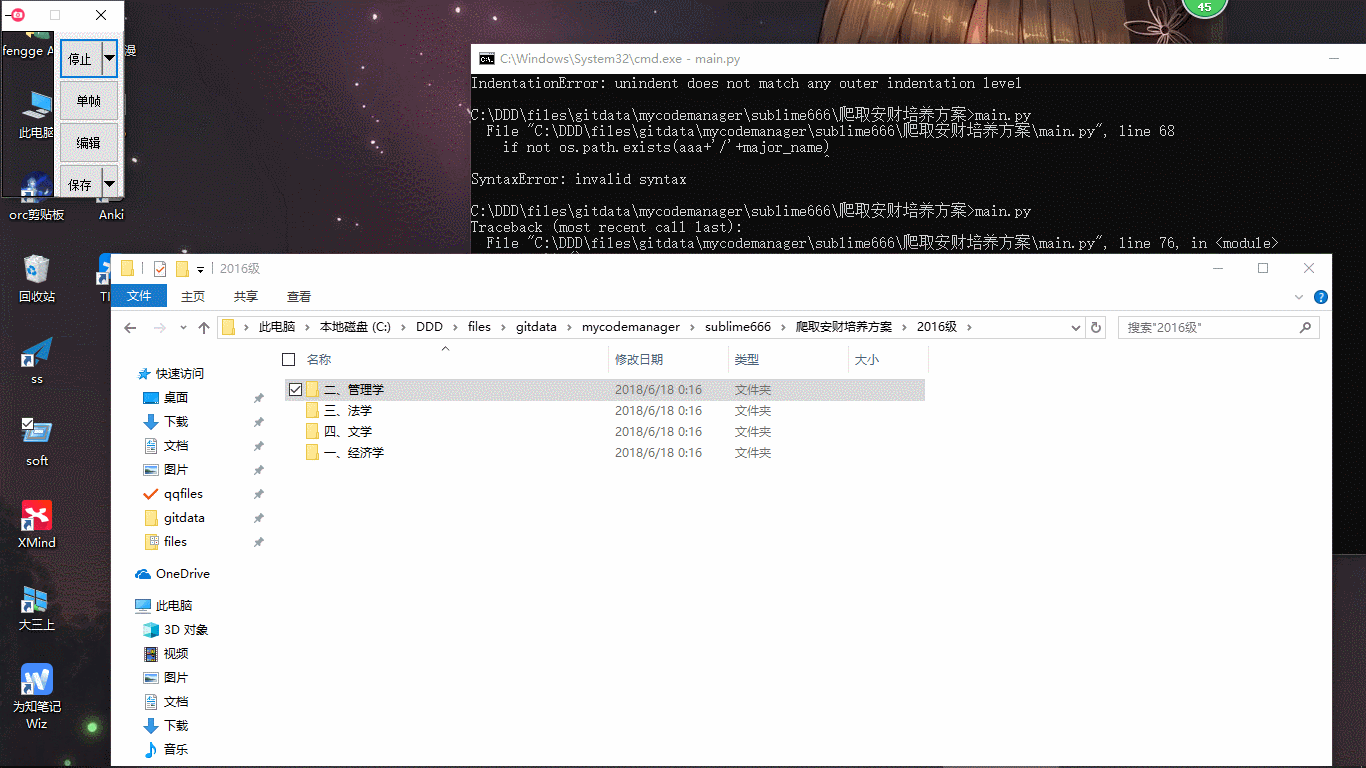 45
fengge A
漫
停止
单帧
编辑
保存
此电脑
orc剪贴板
Anki
回收站
ss
soft
XMind
大三上
为知笔记
Wiz
C:\Windows\System32\cmd.exe - main.py
IndentationError: unindent does not match any outer indentation level
C:\DDD\files\gitdata\mycodemanager\sublime666\爬取安财培养方案>main.py
File "C:\DDD\files\gitdata\mycodemanager\sublime666\爬取安财培养方案\main.py", line 68
if not os.path.exists(aaa+'/'+major_name)
^
SyntaxError: invalid syntax
C:\DDD\files\gitdata\mycodemanager\sublime666\爬取安财培养方案>main.py
Traceback (most recent call last):
File "C:\DDD\files\gitdata\mycodemanager\sublime666\爬取安财培养方案\main.py", line 76, in <module>
2016级
文件 主页 共享 查看
此电脑 > 本地磁盘 (C:) > DDD > files > gitdata > mycodemanager > sublime666 > 爬取安财培养方案 > 2016级 >
搜索"2016级"
名称 修改日期 类型 大小
二、管理学 2018/6/18 0:16 文件夹
三、法学 2018/6/18 0:16 文件夹
四、文学 2018/6/18 0:16 文件夹
一、经济学 2018/6/18 0:16 文件夹
快速访问
桌面
下载
文档
图片
qqfiles
gitdata
files
OneDrive
此电脑
3D 对象
视频
图片
文档
下载
音乐